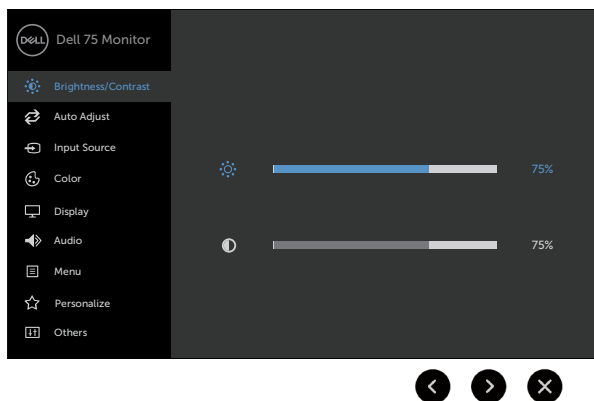 DELL Dell 75 Monitor
Brightness/Contrast
Auto Adjust
Input Source
75%
Color
Display
Audio
75%
Menu
Personalize
Others